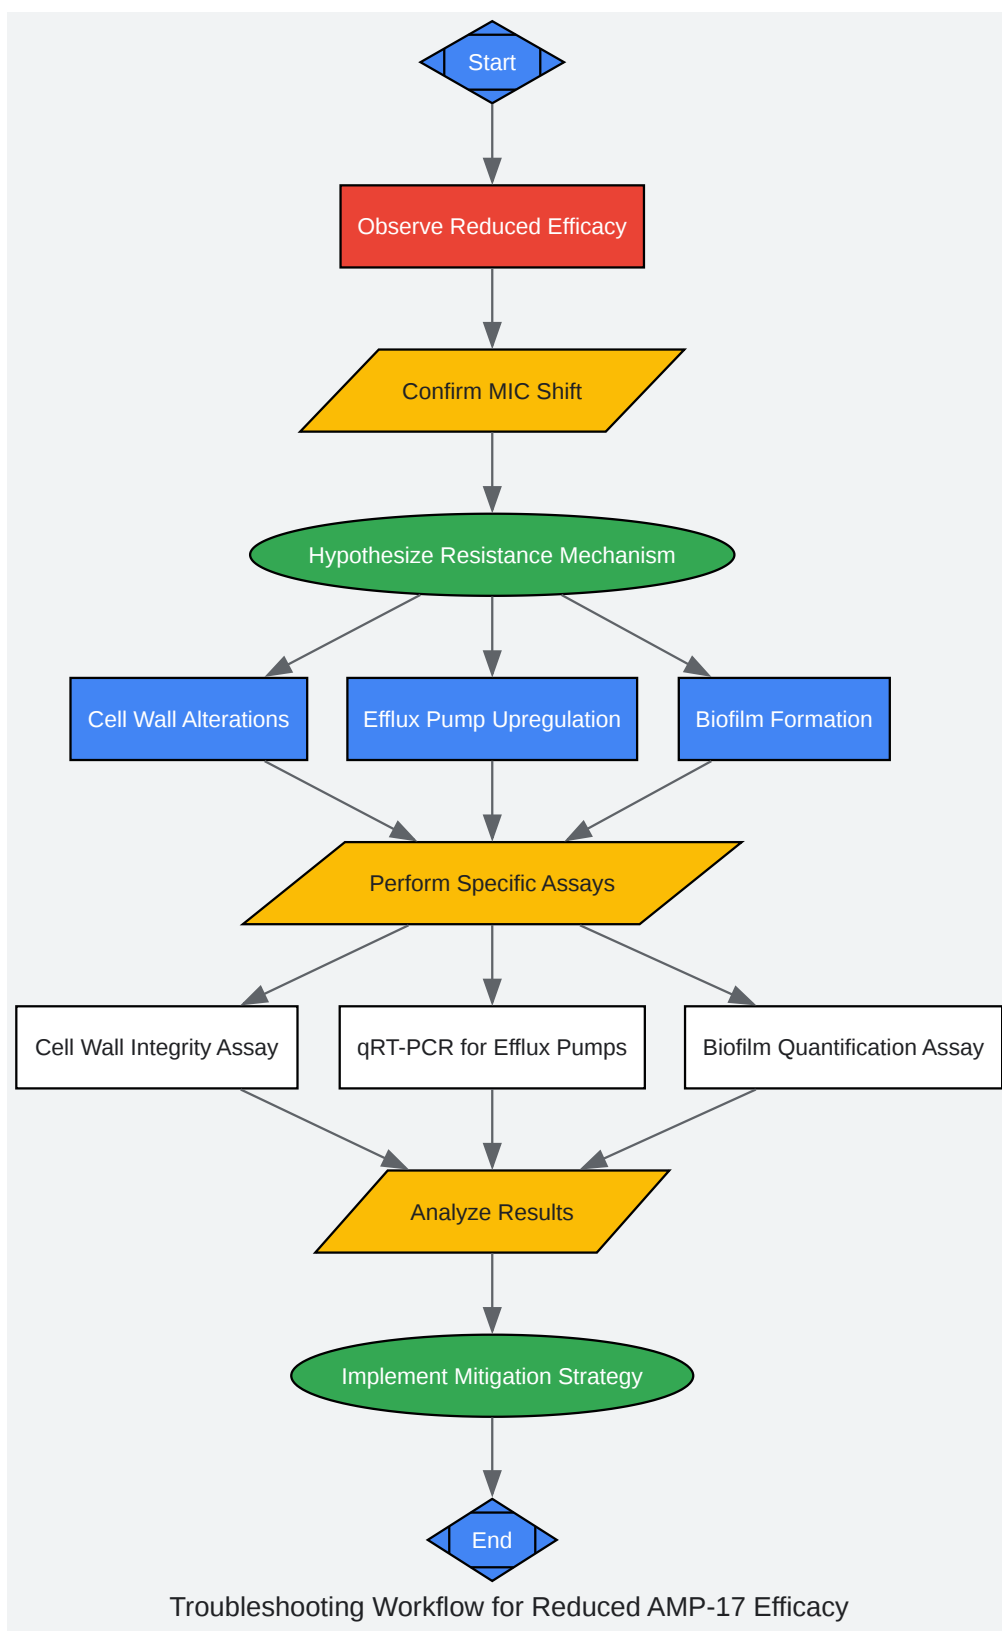 Start
Observe Reduced Efficacy
Confirm MIC Shift
Hypothesize Resistance Mechanism
Cell Wall Alterations
Efflux Pump Upregulation
Biofilm Formation
Perform Specific Assays
Cell Wall Integrity Assay
qRT-PCR for Efflux Pumps
Biofilm Quantification Assay
Analyze Results
Implement Mitigation Strategy
End
Troubleshooting Workflow for Reduced AMP-17 Efficacy